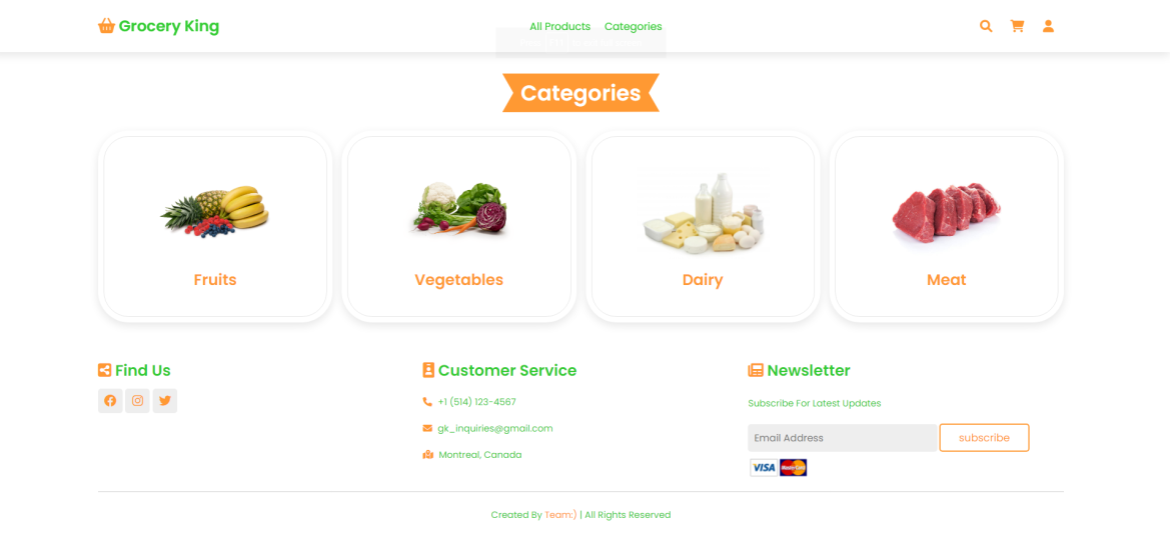 Grocery King
All Products Categories
Categories
Fruits
Vegetables
Dairy
Meat
Find Us
Customer Service
+1 (514) 123-4567
gk_inquiries@gmail.com
Montreal, Canada
Newsletter
Subscribe For Latest Updates
Email Address
subscribe
VISA MasterCard
Created By Team:) | All Rights Reserved